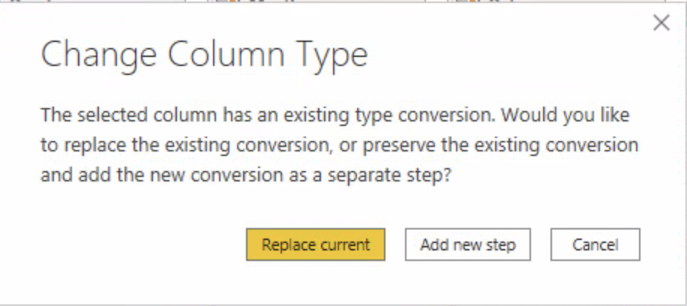 Change Column Type
The selected column has an existing type conversion. Would you like
to replace the existing conversion, or preserve the existing conversion
and add the new conversion as a separate step?
Replace current
Add new step
Cancel